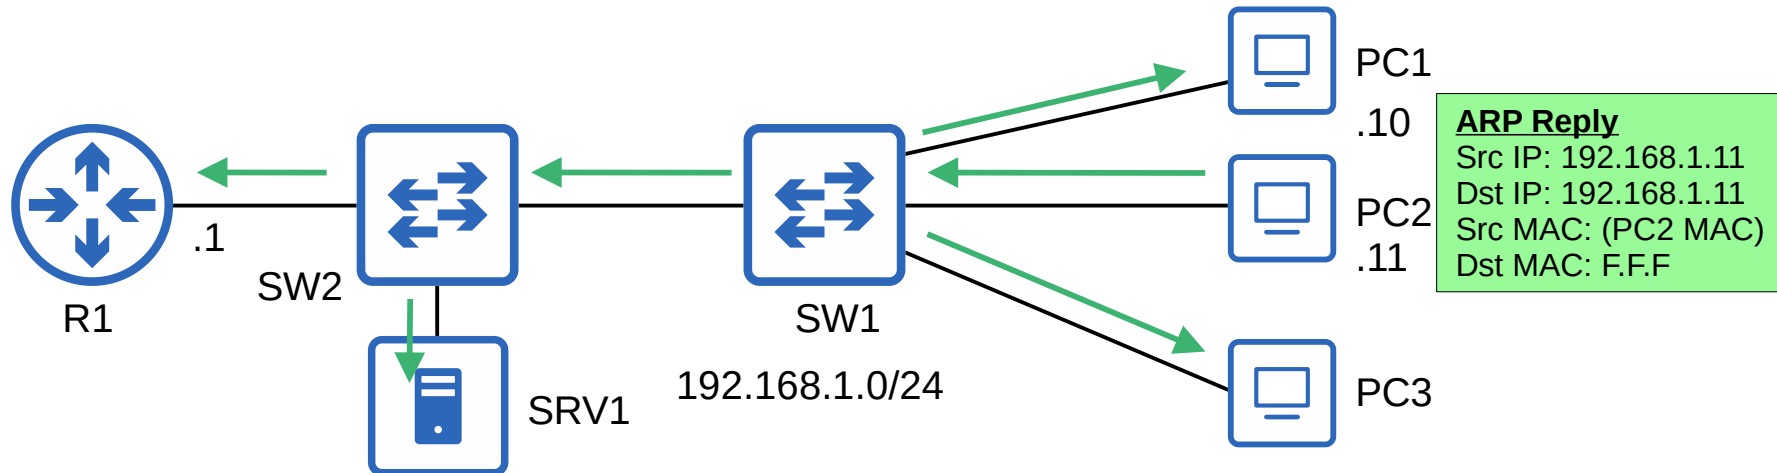 PC1
.10
ARP Reply
Src IP: 192.168.1.11
Dst IP: 192.168.1.11
Src MAC: (PC2 MAC)
Dst MAC: F.F.F
PC2
.11
.1
SW2
R1
SW1
192.168.1.0/24
SRV1
PC3